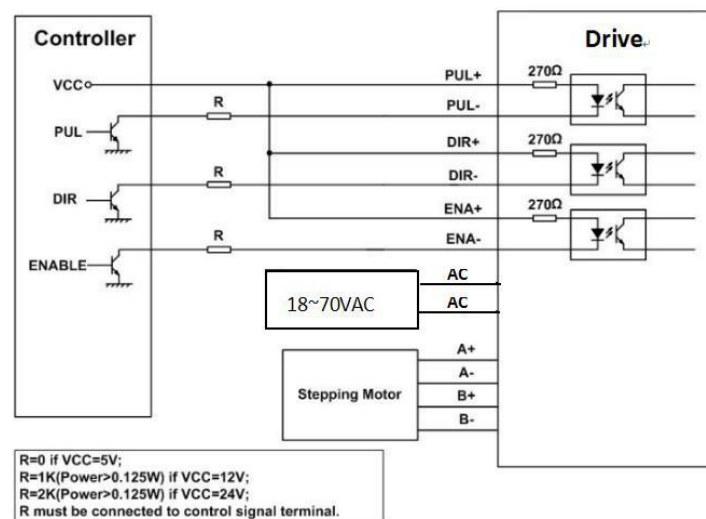 Controller
Drive
VCC
PUL+
270Ω
R
PUL-
PUL
DIR+
270Ω
R
DIR-
DIR
ENA+
270Ω
R
ENA-
ENABLE
AC
18~70VAC
AC
A+
A-
Stepping Motor
B+
B-
R=0 if VCC=5V;
R=1K(Power>0.125W) if VCC=12V;
R=2K(Power>0.125W) if VCC=24V;
R must be connected to control signal terminal.